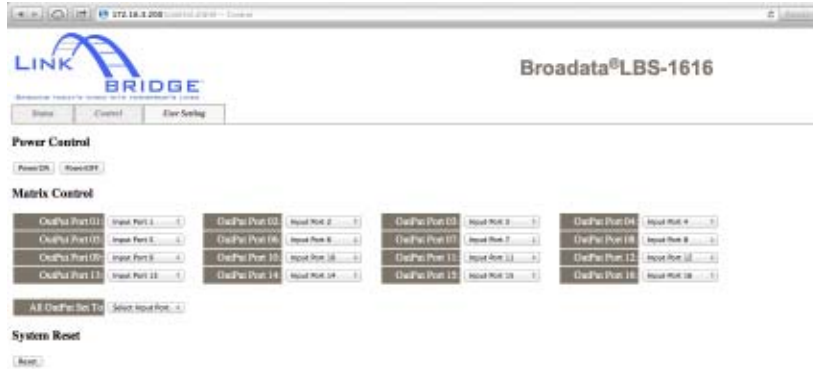 172.16.3.200
LINK
BRIDGE
Broadata®LBS-1616
Home Control User Setting
Power Control
PowerON PowerOFF
Matrix Control
OutPut Port 01: Input Port 1 OutPut Port 02: Input Port 2 OutPut Port 03: Input Port 3 OutPut Port 04: Input Port 4
OutPut Port 05: Input Port 5 OutPut Port 06: Input Port 6 OutPut Port 07: Input Port 7 OutPut Port 08: Input Port 8
OutPut Port 09: Input Port 9 OutPut Port 10: Input Port 10 OutPut Port 11: Input Port 11 OutPut Port 12: Input Port 12
OutPut Port 13: Input Port 13 OutPut Port 14: Input Port 14 OutPut Port 15: Input Port 15 OutPut Port 16: Input Port 16
All OutPut Set To: Select Input Port
System Reset
Reset